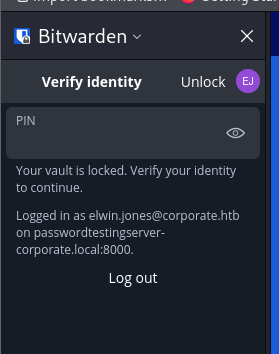 Bitwarden
Verify identity Unlock EJ
PIN
Your vault is locked. Verify your identity
to continue.
Logged in as elwin.jones@corporate.htb
on passwordtestingserver-
corporate.local:8000.
Log out